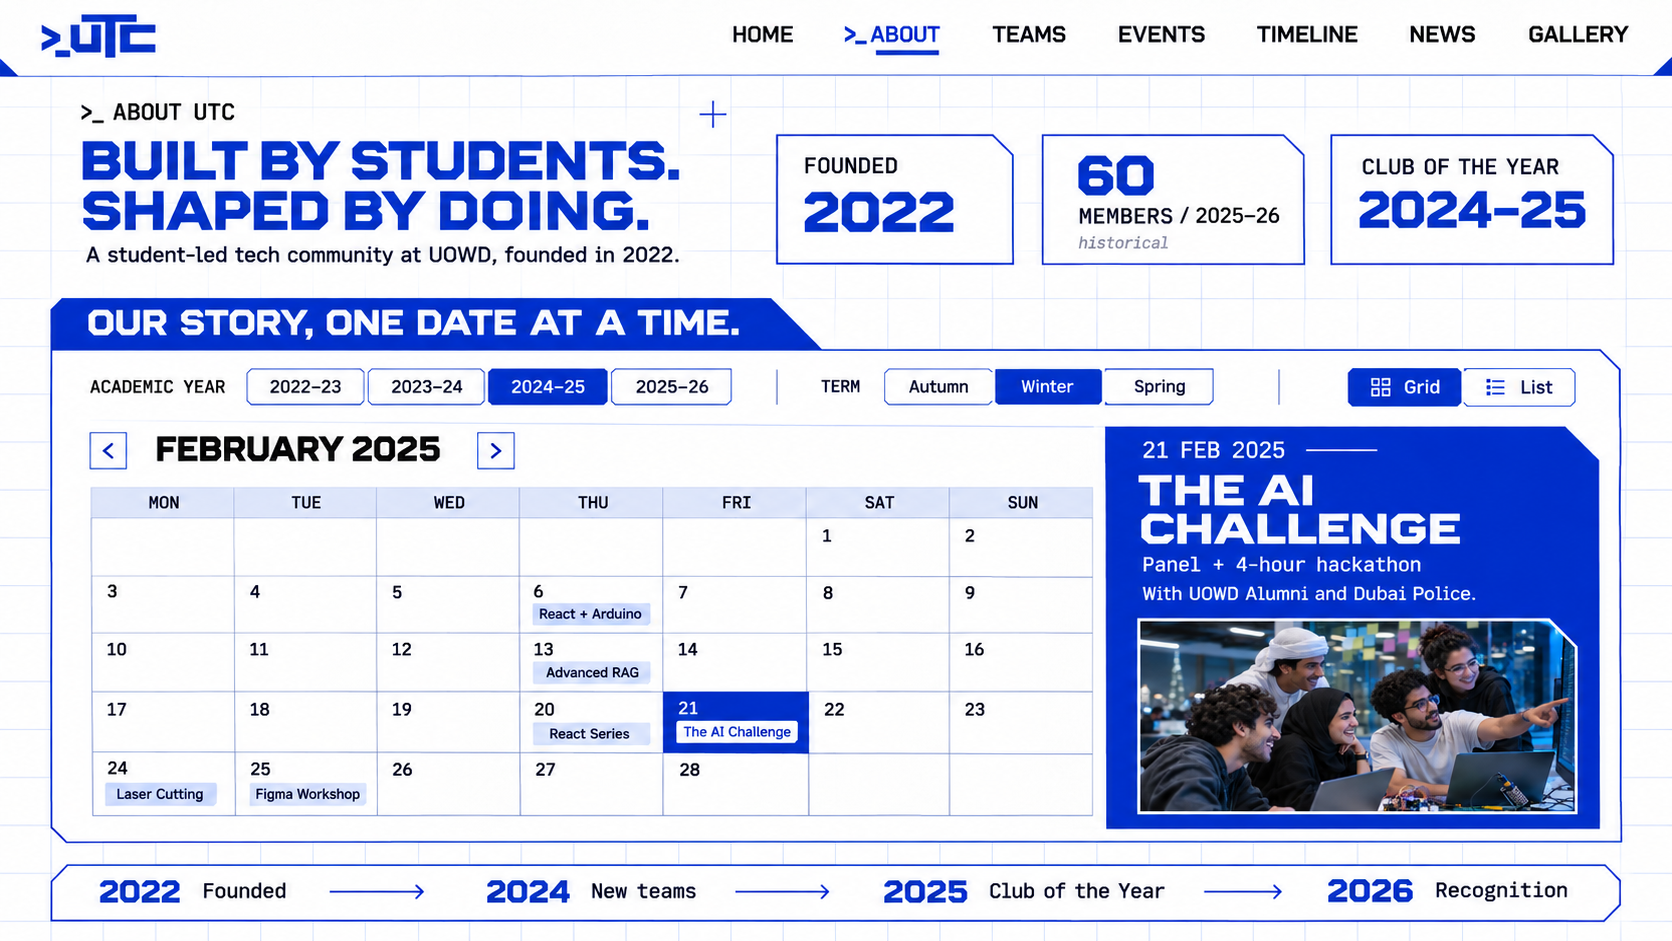 >_UTC
HOME
>_ABOUT
TEAMS
EVENTS
TIMELINE
NEWS
GALLERY
>_ ABOUT UTC
BUILT BY STUDENTS.
SHAPED BY DOING.
A student-led tech community at UOWD, founded in 2022.
FOUNDED
2022
60
MEMBERS / 2025–26
historical
CLUB OF THE YEAR
2024–25
OUR STORY, ONE DATE AT A TIME.
ACADEMIC YEAR
2022–23
2023–24
2024–25
2025–26
TERM
Autumn
Winter
Spring
Grid
List
< FEBRUARY 2025 >
MON TUE WED THU FRI SAT SUN
1 2
3 4 5 6 7 8 9
React + Arduino
10 11 12 13 14 15 16
Advanced RAG
17 18 19 20 21 22 23
React Series The AI Challenge
24 25 26 27 28
Laser Cutting Figma Workshop
21 FEB 2025
THE AI
CHALLENGE
Panel + 4-hour hackathon
With UOWD Alumni and Dubai Police.
2022 Founded
2024 New teams
2025 Club of the Year
2026 Recognition